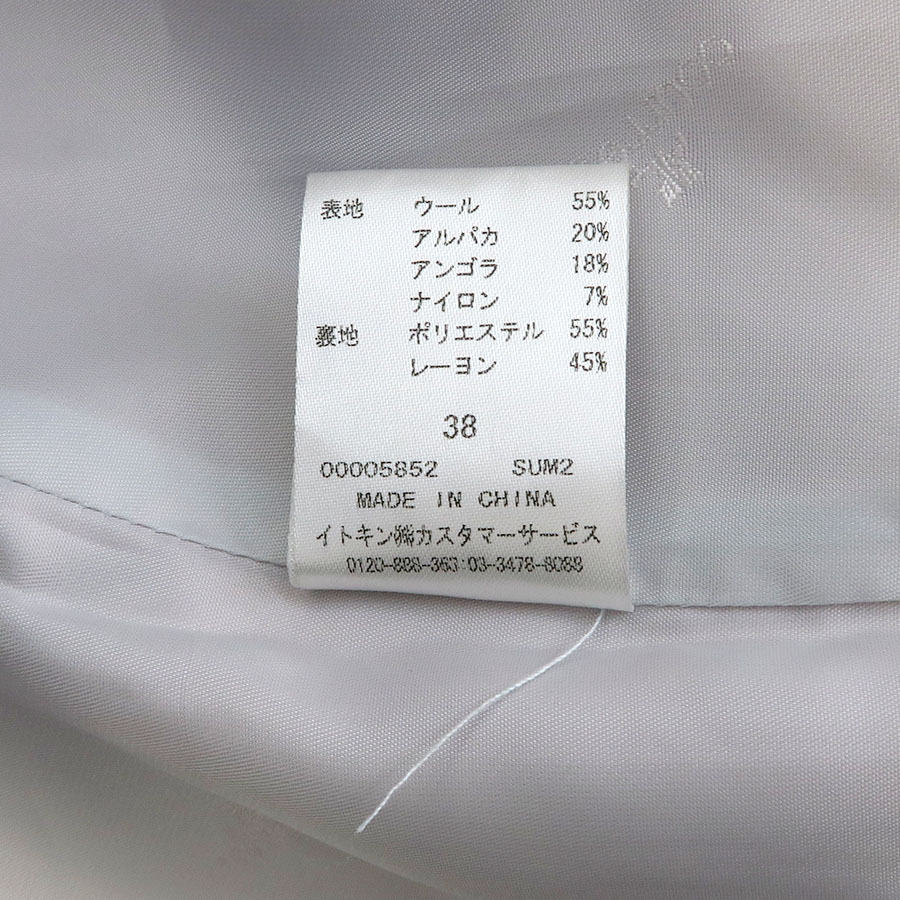 表地 ウール 55%
アルパカ 20%
アンゴラ 18%
ナイロン 7%
裏地 ポリエステル 55%
レーヨン 45%
38
00005852 SUM2
MADE IN CHINA
イトキン㈱カスタマーサービス
0120-888-363:03-3478-8088